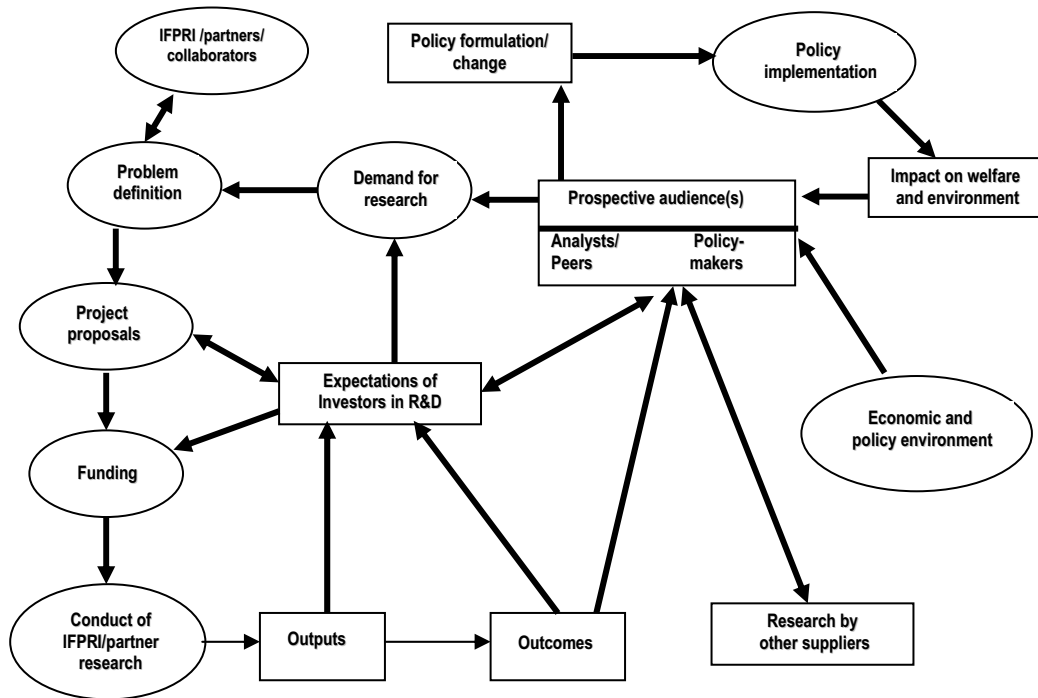 IFPRI /partners/
collaborators
Policy formulation/
change
Policy
implementation
Problem
definition
Demand for
research
Prospective audience(s)
Analysts/
Peers
Policy-
makers
Impact on welfare
and environment
Project
proposals
Expectations of
Investors in R&D
Economic and
policy environment
Funding
Conduct of
IFPRI/partner
research
Outputs
Outcomes
Research by
other suppliers